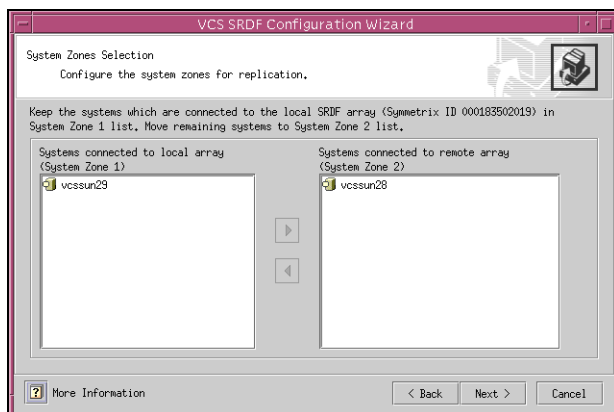 VCS SRDF Configuration Wizard
System Zones Selection
Configure the system zones for replication.
Keep the systems which are connected to the local SRDF array (Symmetrix ID 000183502019) in
System Zone 1 list. Move remaining systems to System Zone 2 list.
Systems connected to local array
(System Zone 1)
vcssun29
Systems connected to remote array
(System Zone 2)
vcssun28
? More Information
< Back
Next >
Cancel